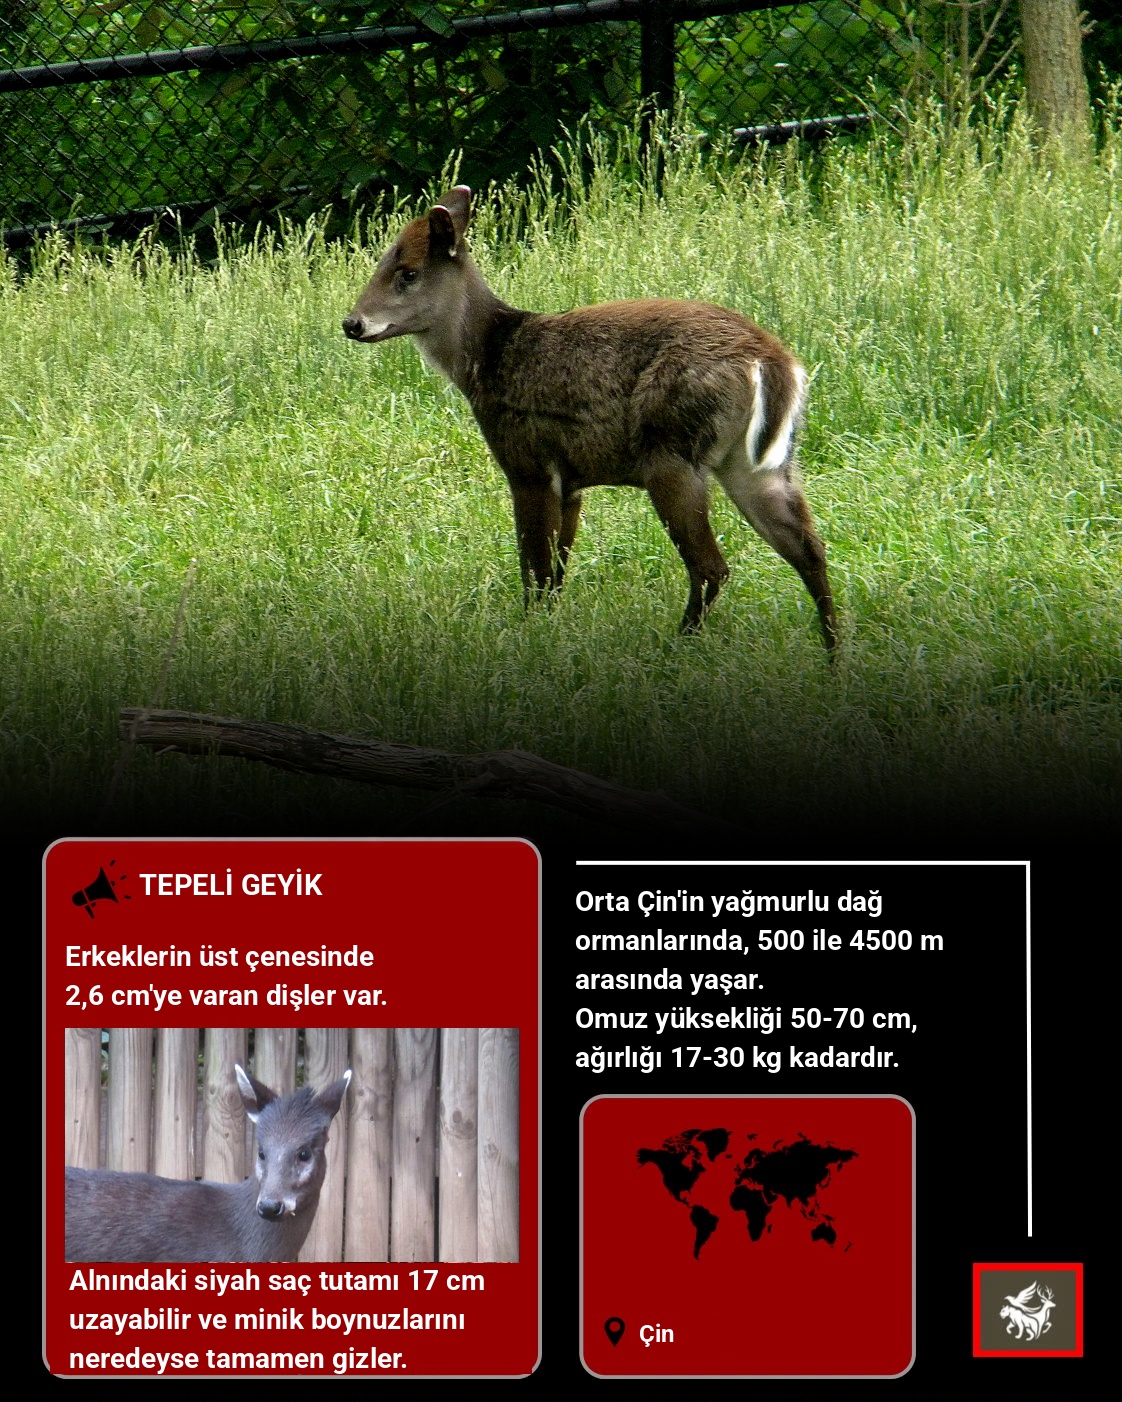 TEPELİ GEYİK
Erkeklerin üst çenesinde
2,6 cm'ye varan dişler var.
Alnındaki siyah saç tutamı 17 cm
uzayabilir ve minik boynuzlarını
neredeyse tamamen gizler.
Orta Çin'in yağmurlu dağ
ormanlarında, 500 ile 4500 m
arasında yaşar.
Omuz yüksekliği 50-70 cm,
ağırlığı 17-30 kg kadardır.
Çin